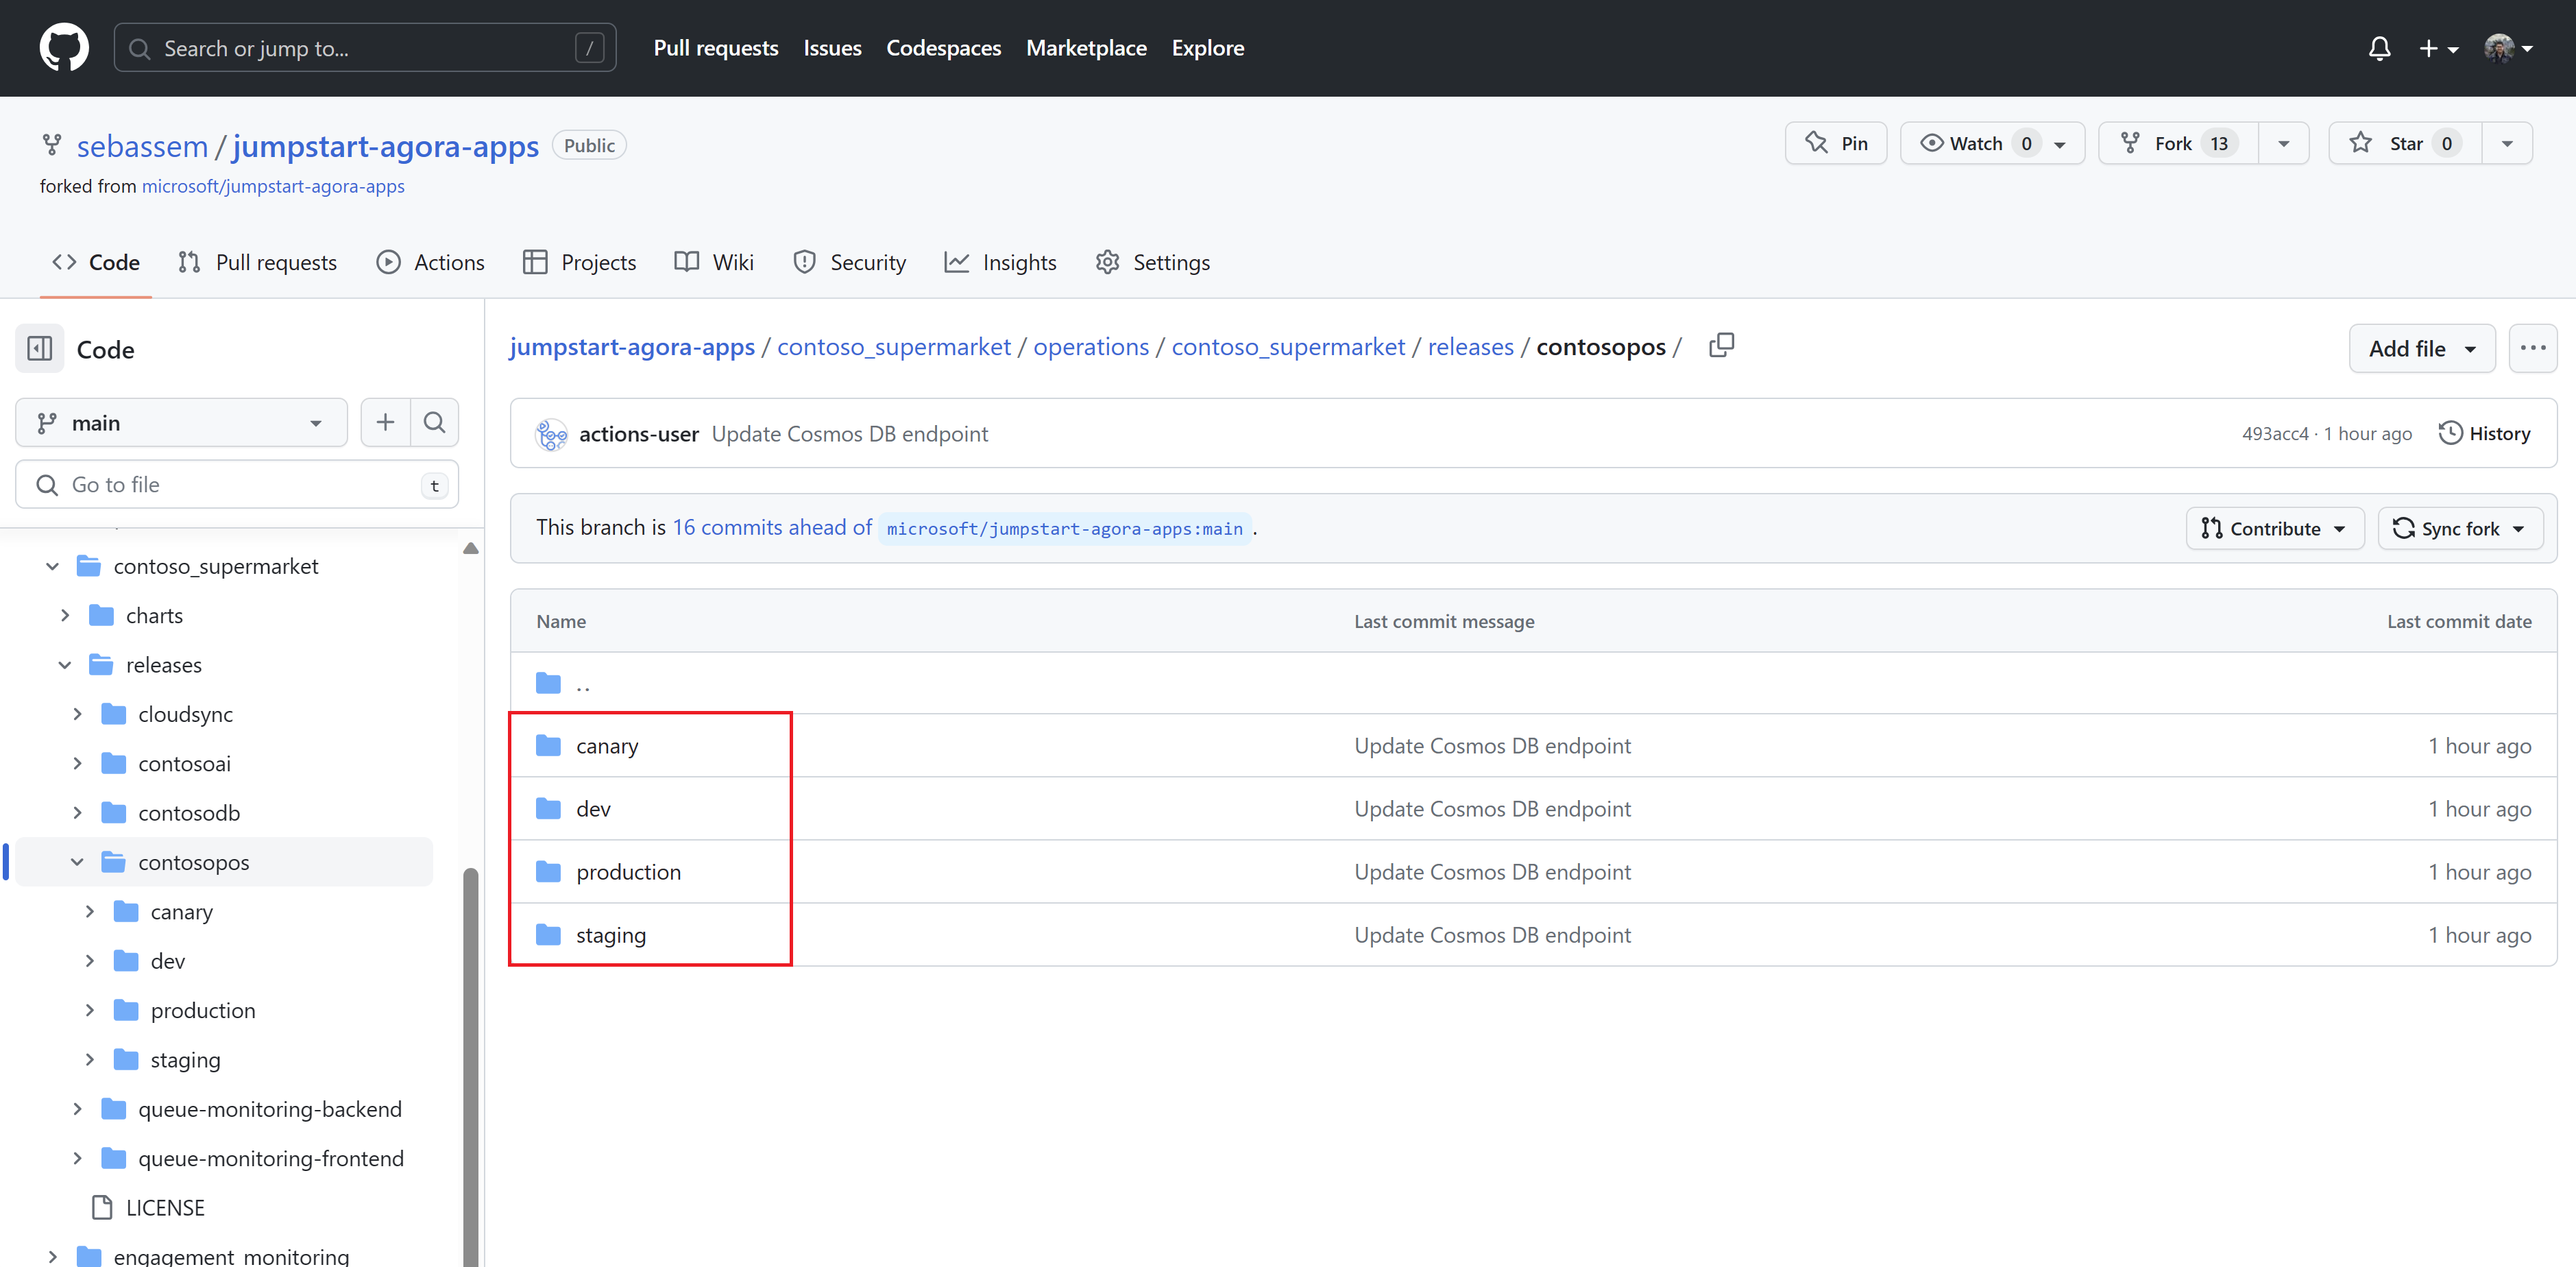 Search or jump to... /
Pull requests Issues Codespaces Marketplace Explore
sebassem / jumpstart-agora-apps Public
Pin Watch 0 Fork 13 Star 0
forked from microsoft/jumpstart-agora-apps
Code Pull requests Actions Projects Wiki Security Insights Settings
Code
main
Go to file t
contoso_supermarket
charts
releases
cloudsync
contosoai
contosodb
contosopos
canary
dev
production
staging
queue-monitoring-backend
queue-monitoring-frontend
LICENSE
engagement_monitoring
jumpstart-agora-apps / contoso_supermarket / operations / contoso_supermarket / releases / contosopos /
Add file ...
actions-user Update Cosmos DB endpoint 493acc4 · 1 hour ago History
This branch is 16 commits ahead of microsoft/jumpstart-agora-apps:main .
Contribute Sync fork
Name Last commit message Last commit date
..
canary Update Cosmos DB endpoint 1 hour ago
dev Update Cosmos DB endpoint 1 hour ago
production Update Cosmos DB endpoint 1 hour ago
staging Update Cosmos DB endpoint 1 hour ago